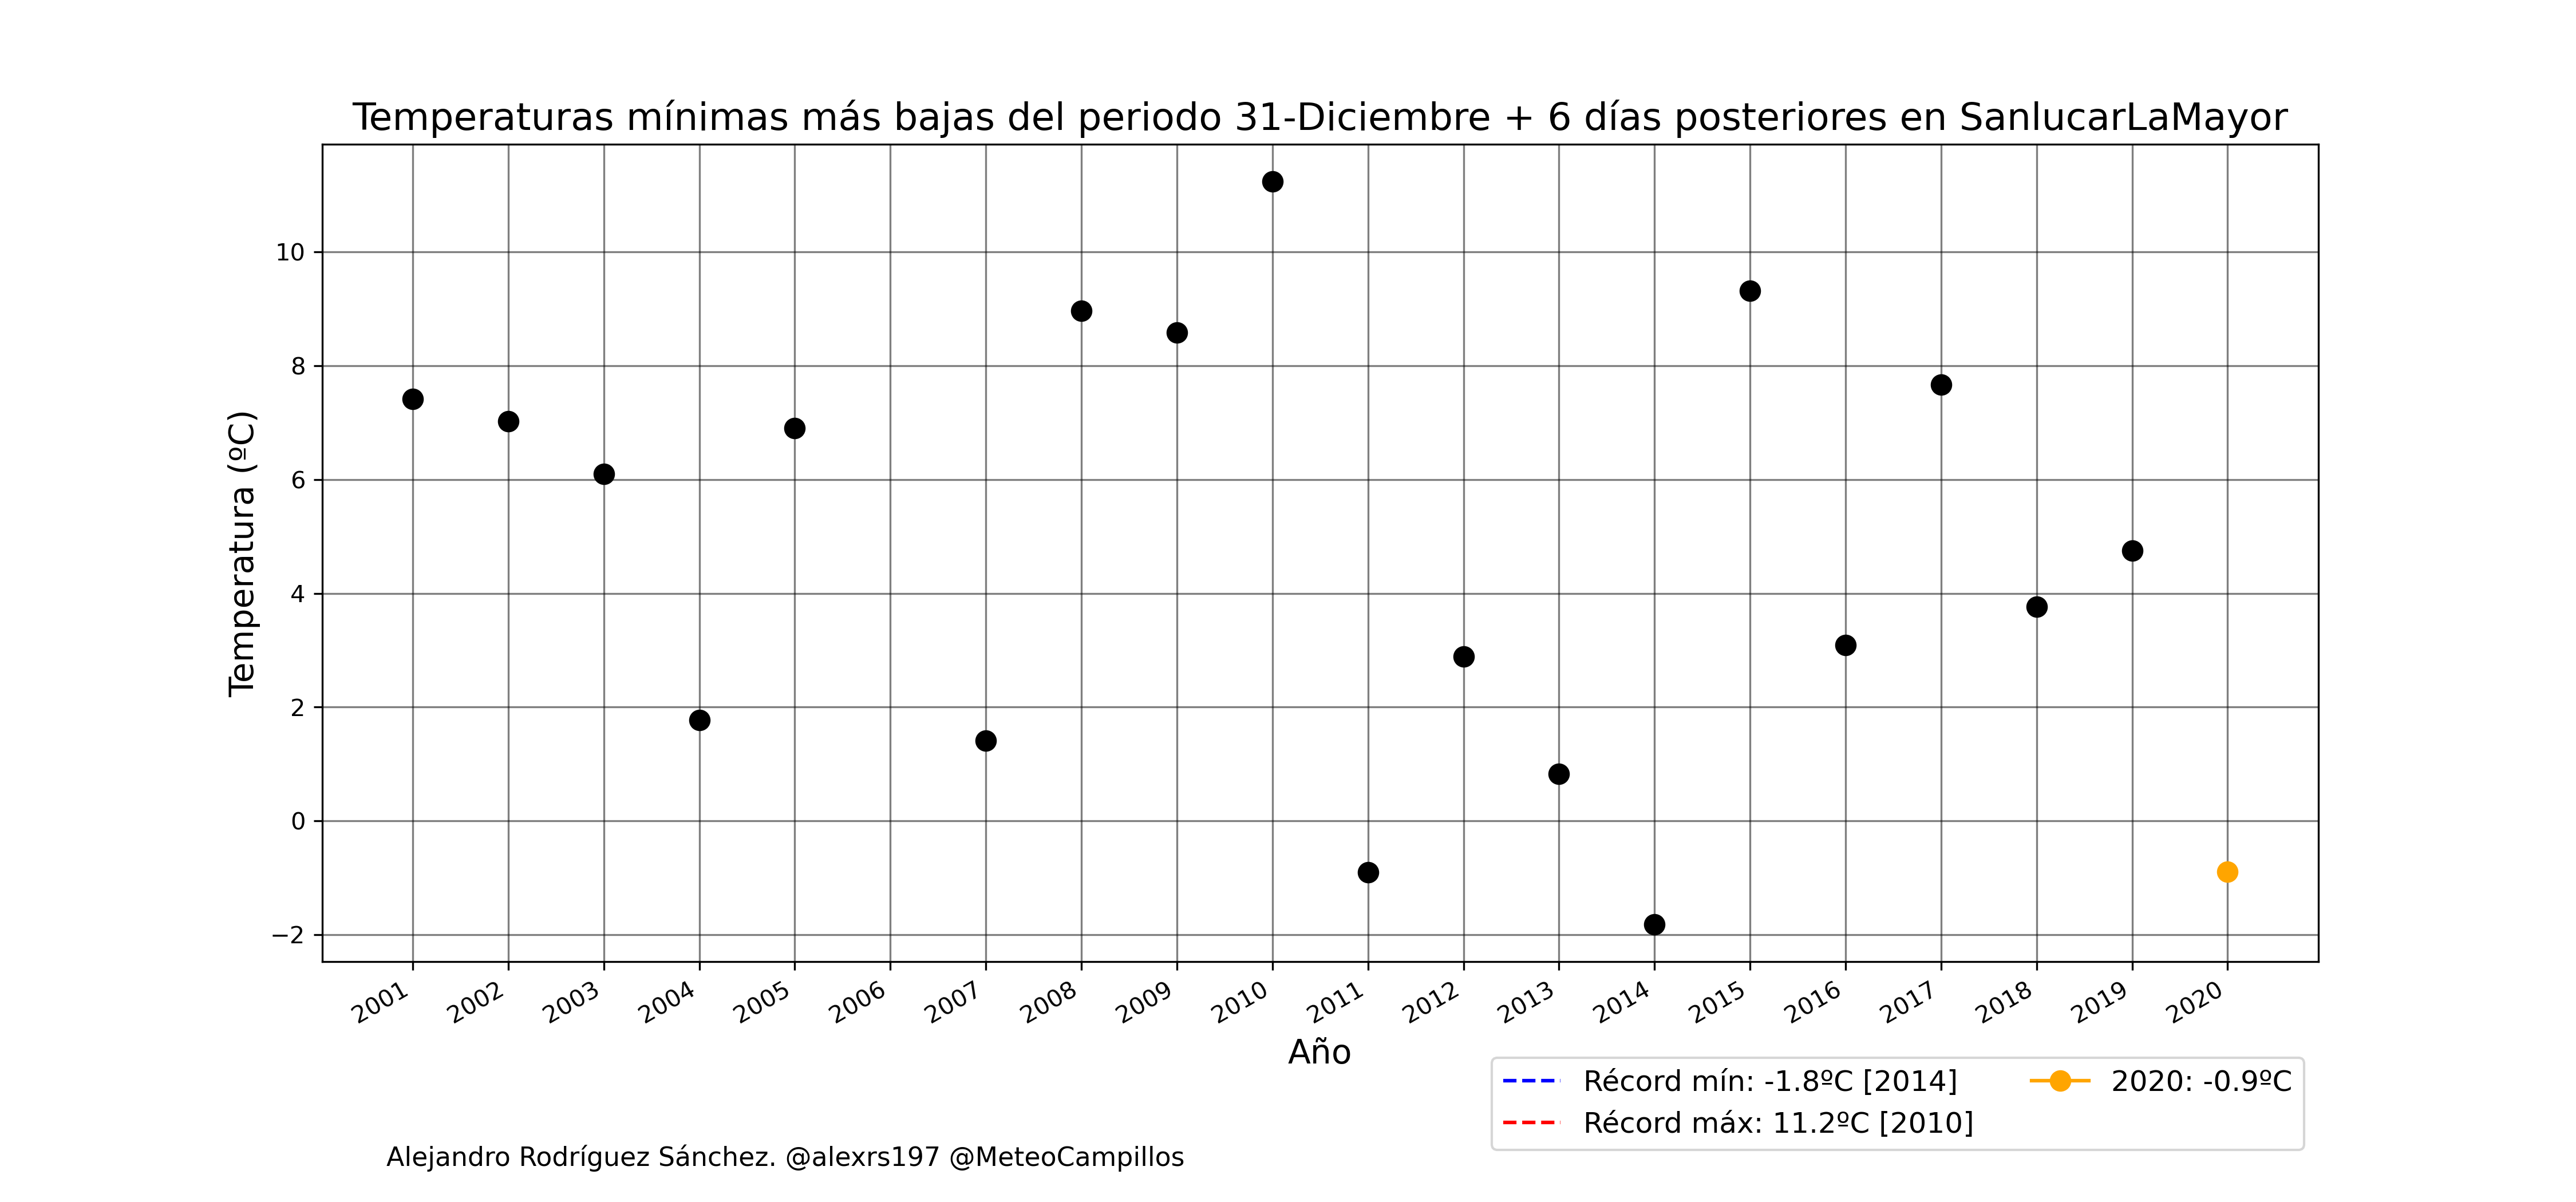 Temperaturas mínimas más bajas del periodo 31-Diciembre + 6 días posteriores en SanlucarLaMayor
Temperatura (ºC)
10
8
6
4
2
0
−2
2001 2002 2003 2004 2005 2006 2007 2008 2009 2010 2011 2012 2013 2014 2015 2016 2017 2018 2019 2020
Año
Récord mín: -1.8ºC [2014]
Récord máx: 11.2ºC [2010]
2020: -0.9ºC
Alejandro Rodríguez Sánchez. @alexrs197 @MeteoCampillos